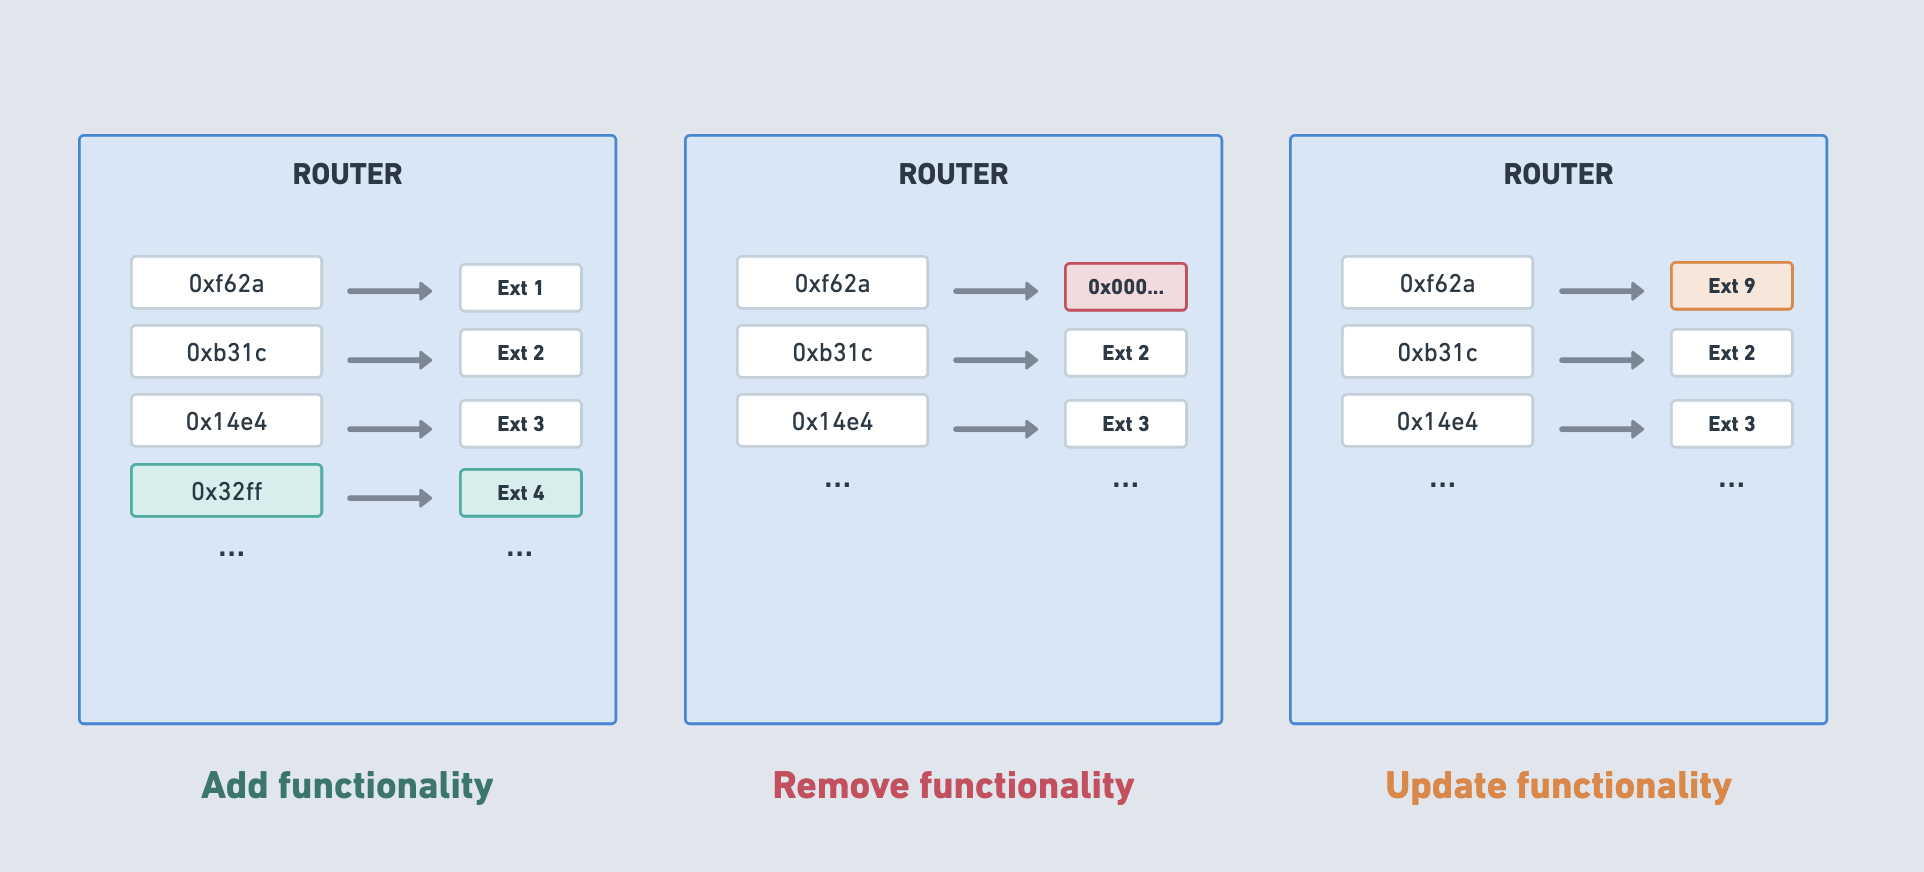 ROUTER
0xf62a
Ext 1
0xb31c
Ext 2
0x14e4
Ext 3
0x32ff
Ext 4
...
...
Add functionality
ROUTER
0xf62a
0x000...
0xb31c
Ext 2
0x14e4
Ext 3
...
...
Remove functionality
ROUTER
0xf62a
Ext 9
0xb31c
Ext 2
0x14e4
Ext 3
...
...
Update functionality